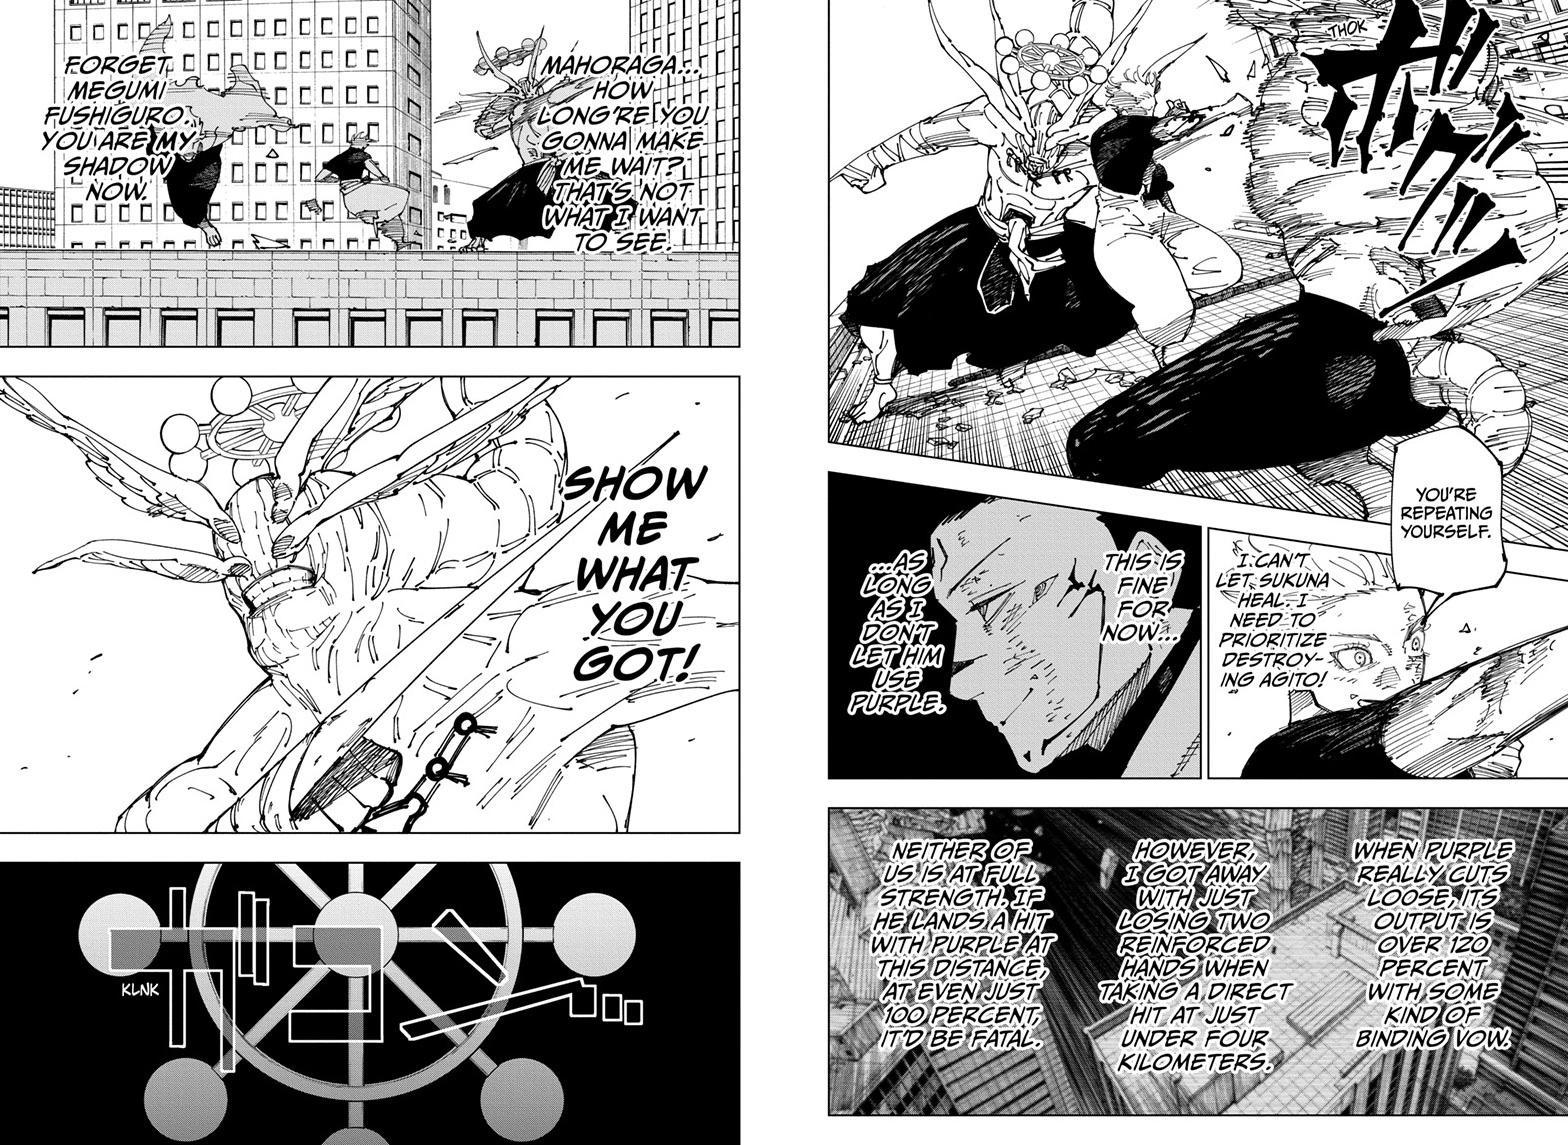 THOK
ボグッ
YOU'RE
REPEATING
YOURSELF.
I CAN'T
LET SUKUNA
HEAL. I
NEED TO
PRIORITIZE
DESTROY-
ING AGITO!
THIS IS
FINE
FOR
NOW...
...AS
LONG
AS I
DON'T
LET HIM
USE
PURPLE.
WHEN PURPLE
REALLY CUTS
LOOSE, ITS
OUTPUT IS
OVER 120
PERCENT
WITH SOME
KIND OF
BINDING VOW.
HOWEVER,
I GOT AWAY
WITH JUST
LOSING TWO
REINFORCED
HANDS WHEN
TAKING A DIRECT
HIT AT JUST
UNDER FOUR
KILOMETERS.
NEITHER OF
US IS AT FULL
STRENGTH. IF
HE LANDS A HIT
WITH PURPLE AT
THIS DISTANCE,
AT EVEN JUST
100 PERCENT,
IT'D BE FATAL.
MAHORAGA...
HOW
LONG'RE YOU
GONNA MAKE
ME WAIT?
THAT'S NOT
WHAT I WANT
TO SEE.
FORGET
MEGUMI
FUSHIGURO.
YOU ARE MY
SHADOW
NOW.
SHOW
ME
WHAT
YOU
GOT!
KLNK